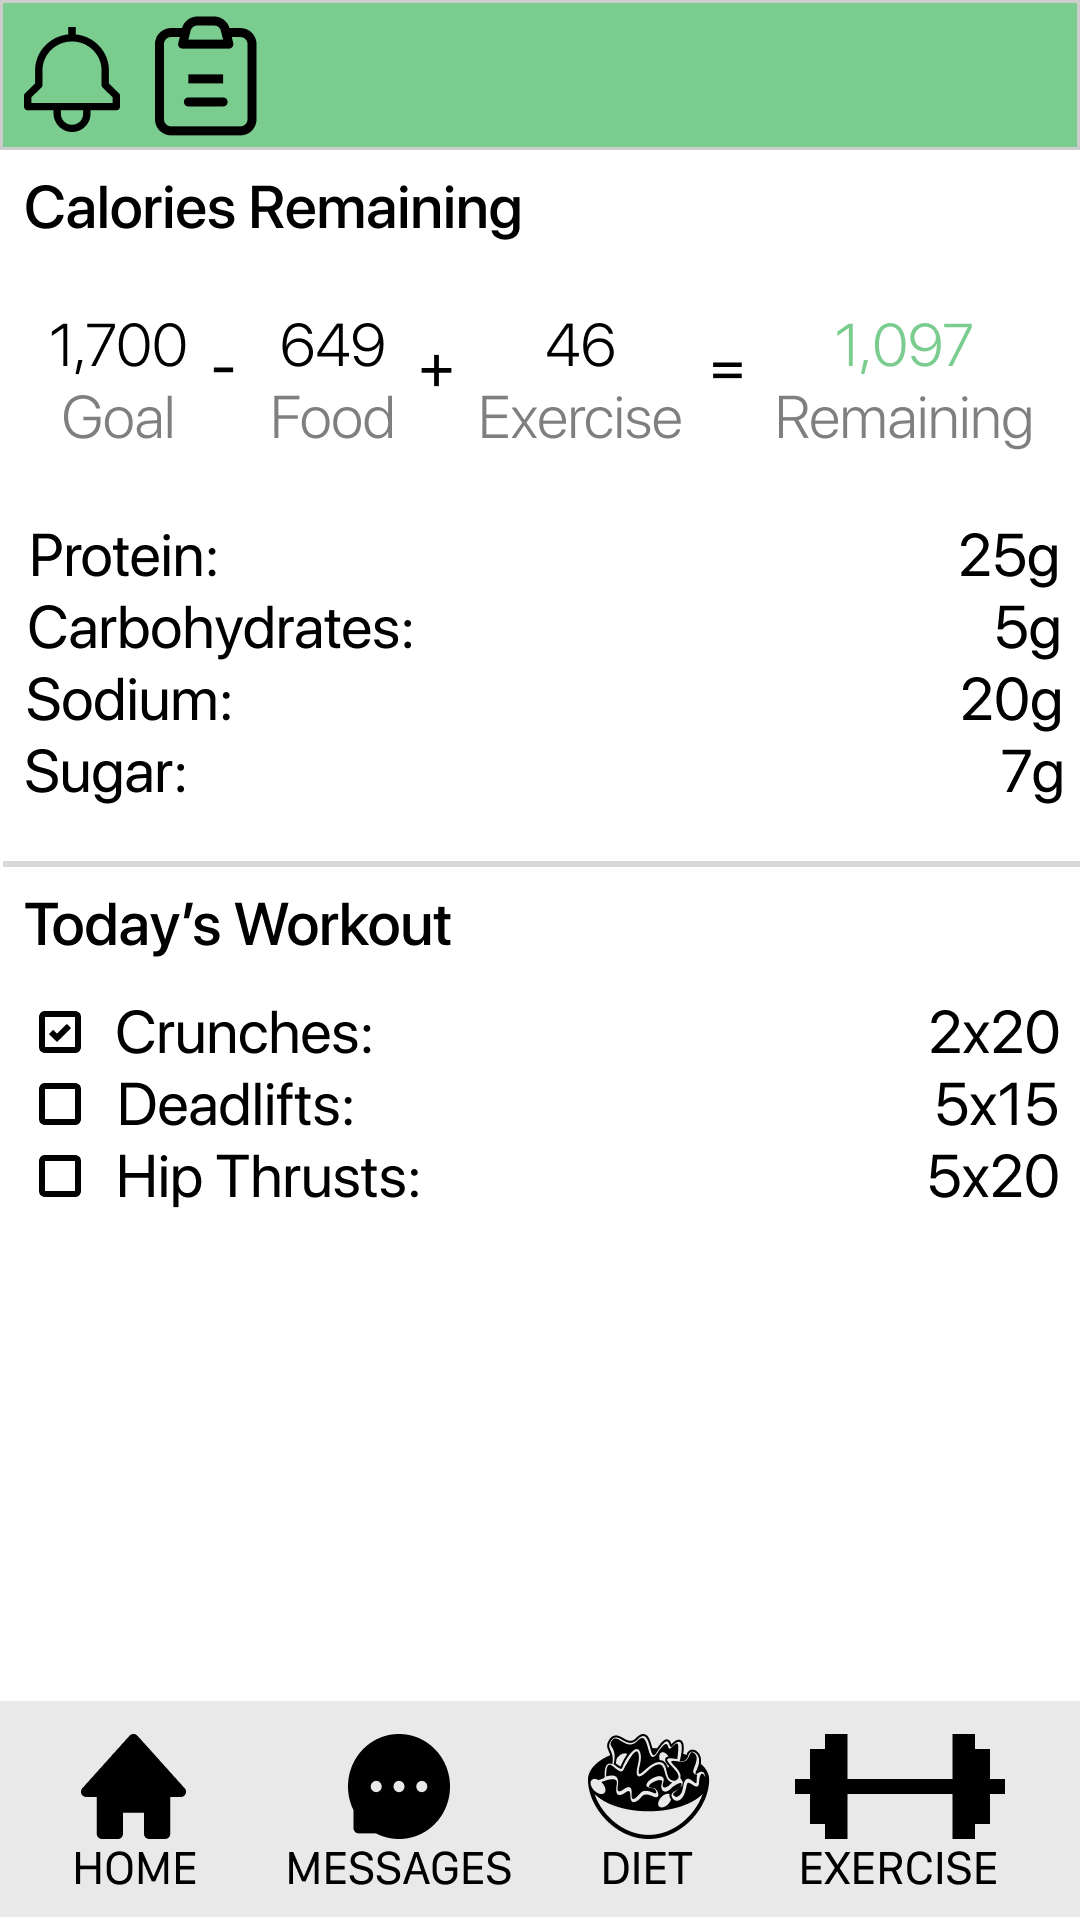 Calories Remaining
1,700 - 649 + 46 = 1,097
Goal Food Exercise Remaining
Protein: 25g
Carbohydrates: 5g
Sodium: 20g
Sugar: 7g
Today’s Workout
Crunches: 2x20
Deadlifts: 5x15
Hip Thrusts: 5x20
HOME MESSAGES DIET EXERCISE